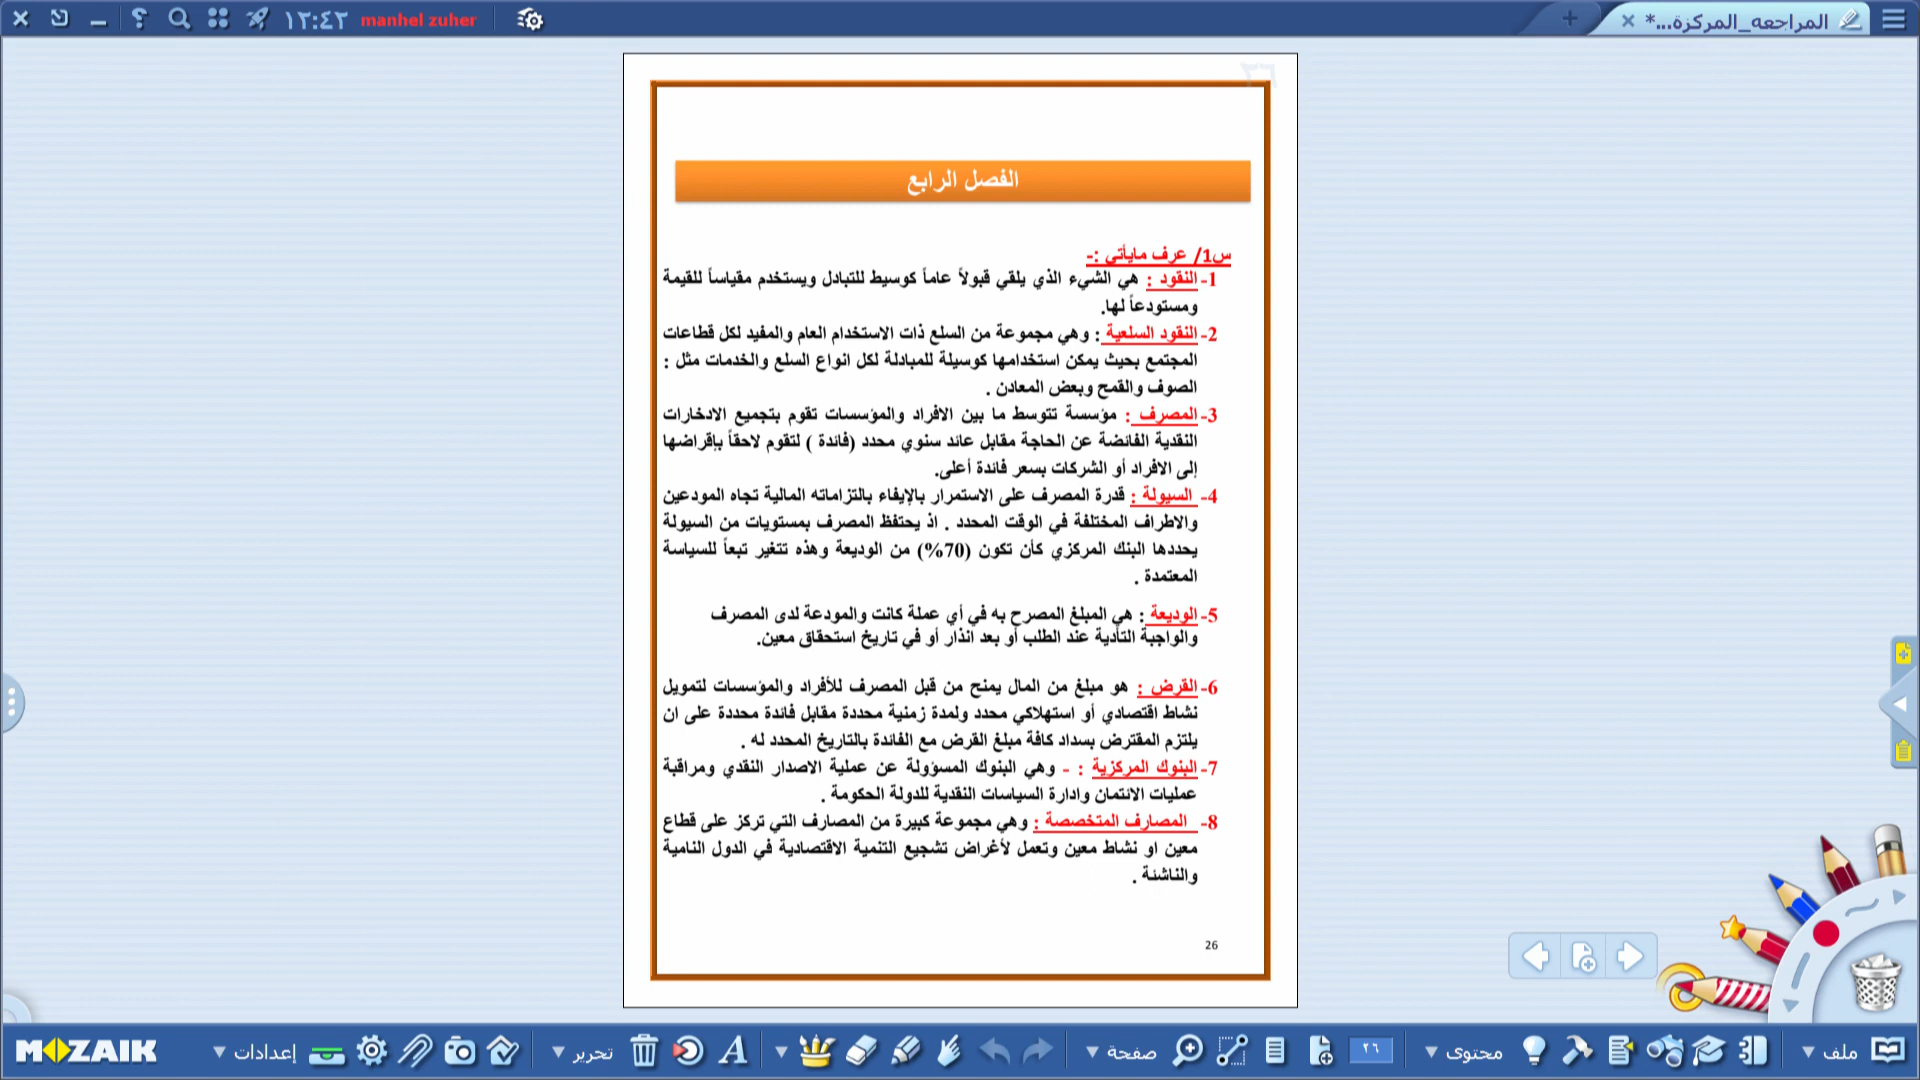 المراجعه_المركزة...*
manhel zuher
١٢:٤٢
٢٦
الفصل الرابع
س1/ عرف مايأتي :-
1- النقود : هي الشيء الذي يلقي قبولاً عاماً كوسيط للتبادل ويستخدم مقياساً للقيمة
ومستودعاً لها.
2- النقود السلعية : وهي مجموعة من السلع ذات الاستخدام العام والمفيد لكل قطاعات
المجتمع بحيث يمكن استخدامها كوسيلة للمبادلة لكل انواع السلع والخدمات مثل :
الصوف والقمح وبعض المعادن .
3- المصرف : مؤسسة تتوسط ما بين الافراد والمؤسسات تقوم بتجميع الادخارات
النقدية الفائضة عن الحاجة مقابل عائد سنوي محدد (فائدة ) لتقوم لاحقاً بإقراضها
إلى الافراد أو الشركات بسعر فائدة أعلى.
4- السيولة : قدرة المصرف على الاستمرار بالإيفاء بالتزاماته المالية تجاه المودعين
والاطراف المختلفة في الوقت المحدد . اذ يحتفظ المصرف بمستويات من السيولة
يحددها البنك المركزي كأن تكون (70%) من الوديعة وهذه تتغير تبعاً للسياسة
المعتمدة .
5- الوديعة : هي المبلغ المصرح به في أي عملة كانت والمودعة لدى المصرف
والواجبة التأدية عند الطلب أو بعد انذار أو في تاريخ استحقاق معين.
6- القرض : هو مبلغ من المال يمنح من قبل المصرف للأفراد والمؤسسات لتمويل
نشاط اقتصادي أو استهلاكي محدد ولمدة زمنية محددة مقابل فائدة محددة على ان
يلتزم المقترض بسداد كافة مبلغ القرض مع الفائدة بالتاريخ المحدد له .
7- البنوك المركزية : - وهي البنوك المسؤولة عن عملية الاصدار النقدي ومراقبة
عمليات الائتمان وادارة السياسات النقدية للدولة الحكومة .
8- المصارف المتخصصة : وهي مجموعة كبيرة من المصارف التي تركز على قطاع
معين او نشاط معين وتعمل لأغراض تشجيع التنمية الاقتصادية في الدول النامية
والناشئة .
26
ملف
محتوى
٢٦
صفحة
تحرير
إعدادات
MOZAIK